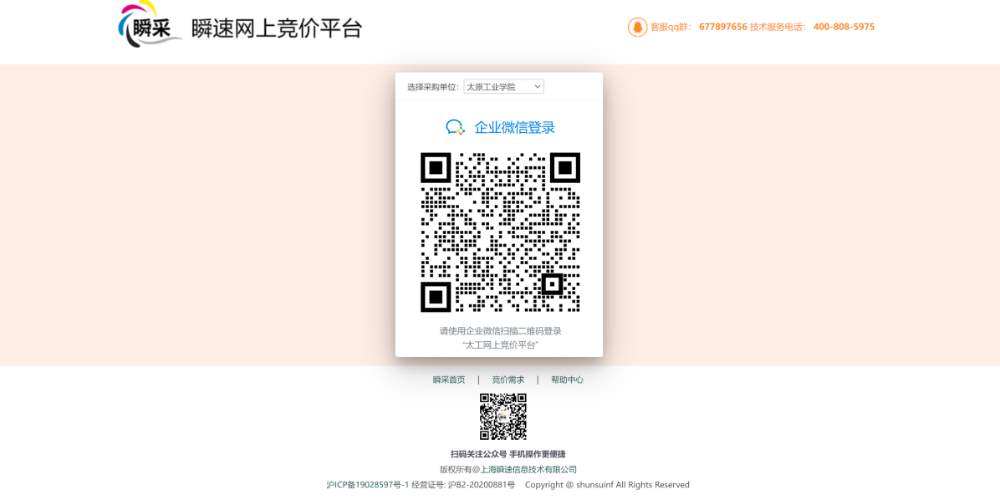 瞬采 瞬速网上竞价平台
客服qq群： 677897656 技术服务电话： 400-808-5975
选择采购单位: 太原工业学院
企业微信登录
请使用企业微信扫描二维码登录
“太工网上竞价平台”
瞬采首页 | 竞价需求 | 帮助中心
扫码关注公众号 手机操作更便捷
版权所有@上海瞬速信息技术有限公司
沪ICP备19028597号-1 经营证号: 沪B2-20200881号 Copyright @ shunsuinf All Rights Reserved